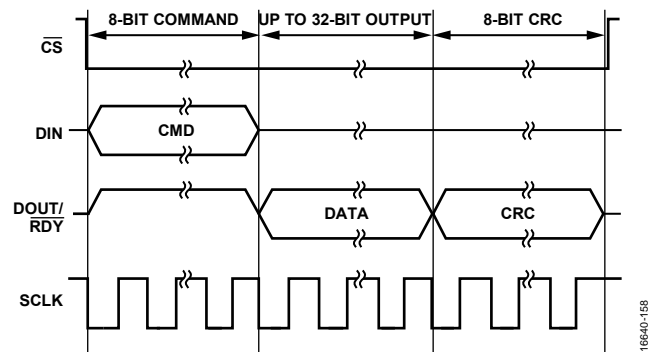 8-BIT COMMAND UP TO 32-BIT OUTPUT 8-BIT CRC
CS
DIN
CMD
DOUT/
RDY
DATA
CRC
SCLK
16640-158